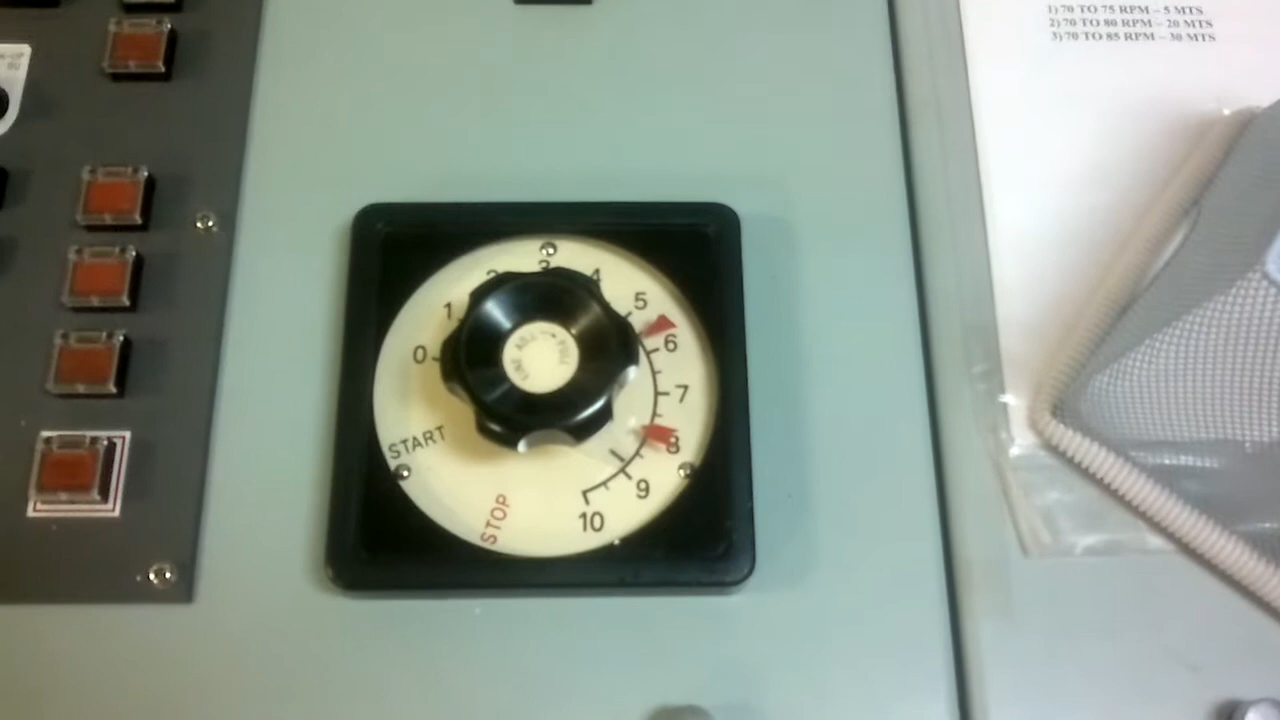 1) 70 TO 75 RPM – 5 MTS
2) 70 TO 80 RPM – 20 MTS
3) 70 TO 85 RPM – 30 MTS
0
1
2
3
4
5
6
7
8
9
10
START
STOP